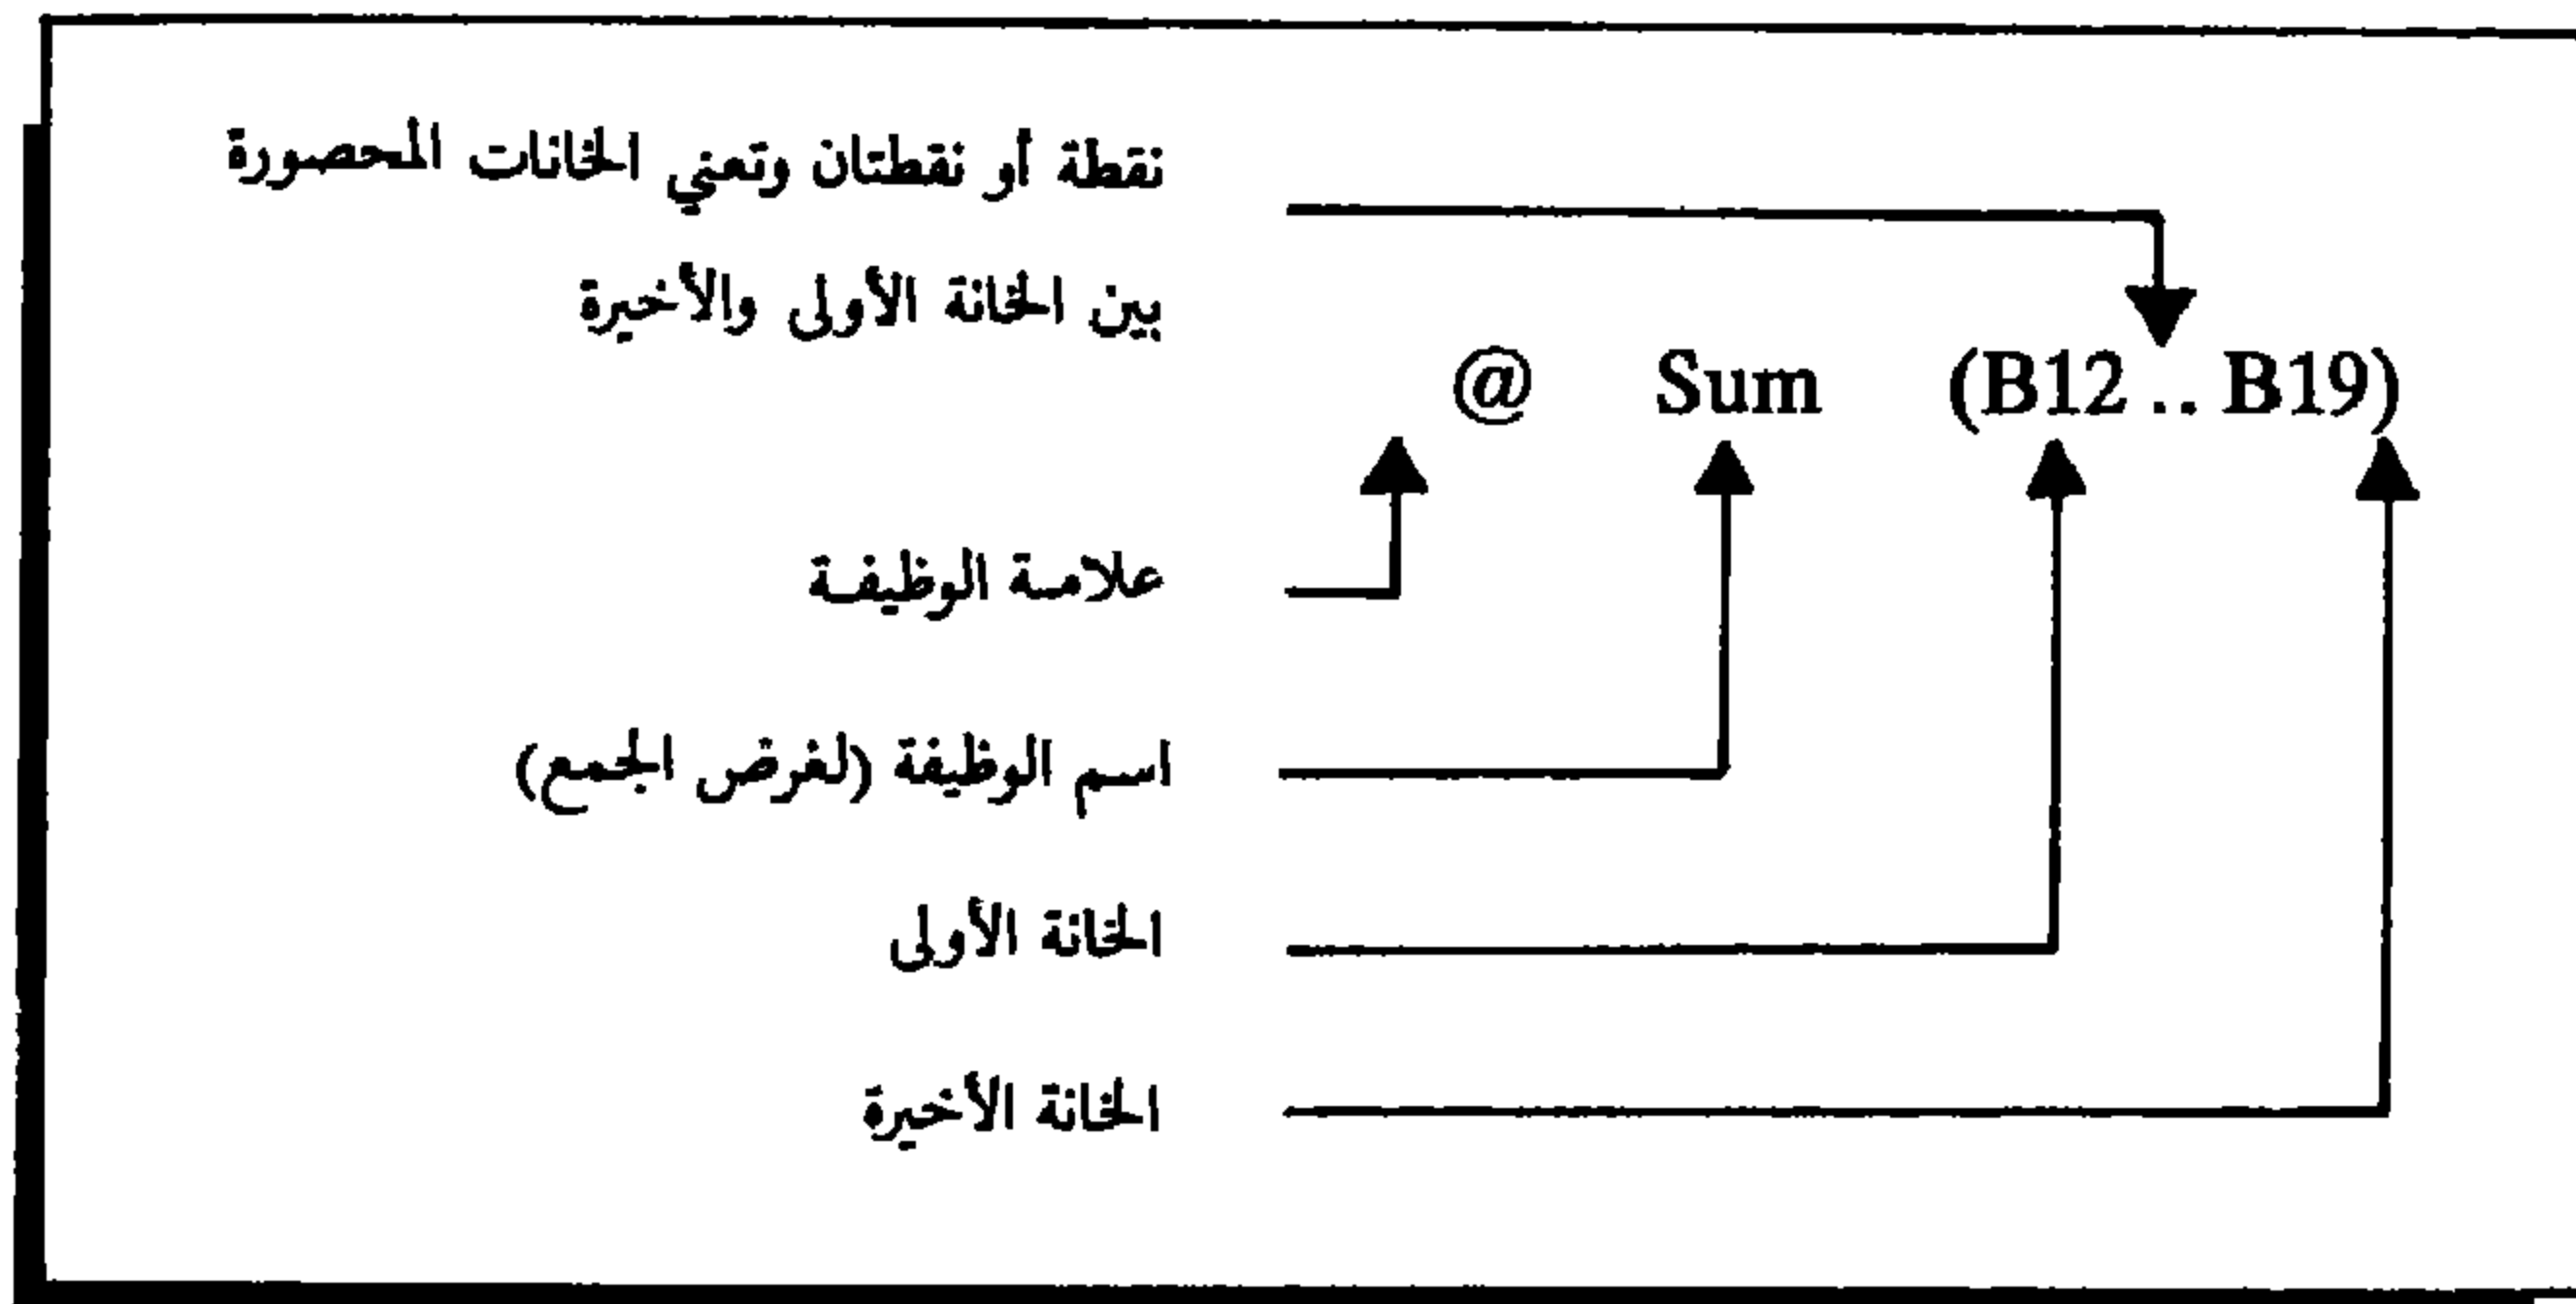 نقطة أو نقطتان وتعني الخانات المحصورة
بين الخانة الأولى والأخيرة
@ Sum (B12 .. B19)
علامة الوظيفة
اسم الوظيفة (لغرض الجمع)
الخانة الأولى
الخانة الأخيرة